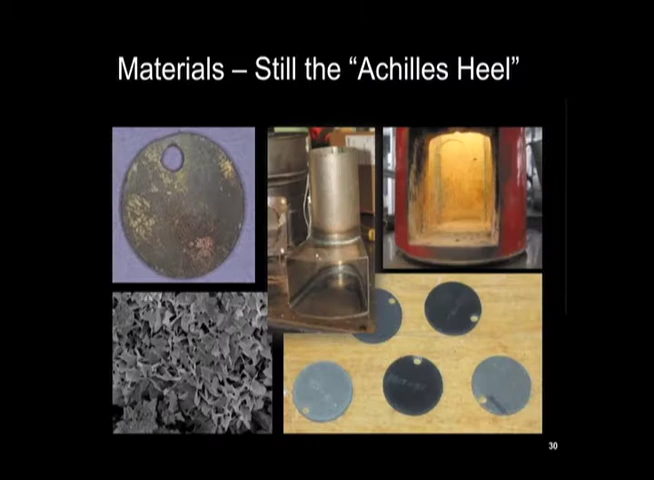 Materials – Still the “Achilles Heel”
30